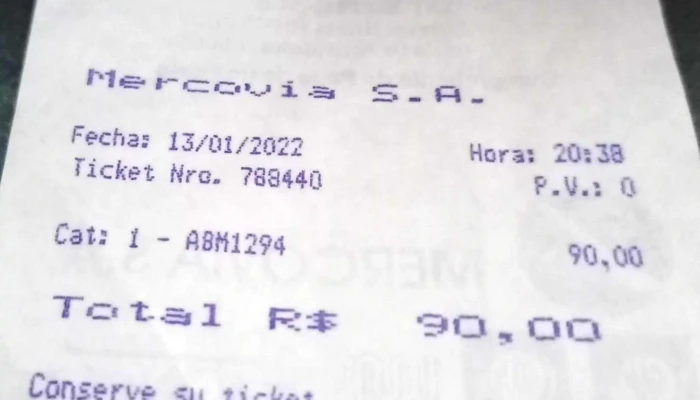 Mercovia S.A.
Fecha: 13/01/2022 Hora: 20:38
Ticket Nro. 788440 P.V.: 0
Cat: 1 - ABM1294 90,00
Total R$ 90,00
Conserve su ticket